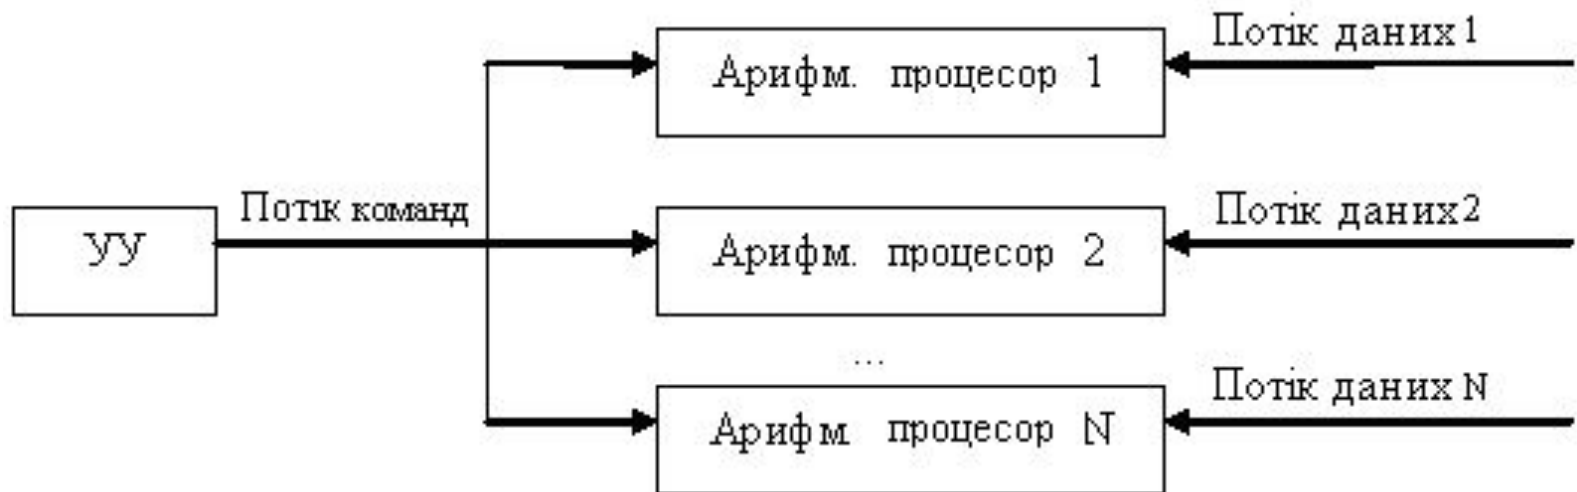 Потік даних 1
Арифм. процесор 1
Потік команд
УУ
Потік даних 2
Арифм. процесор 2
...
Потік даних N
Арифм процесор N